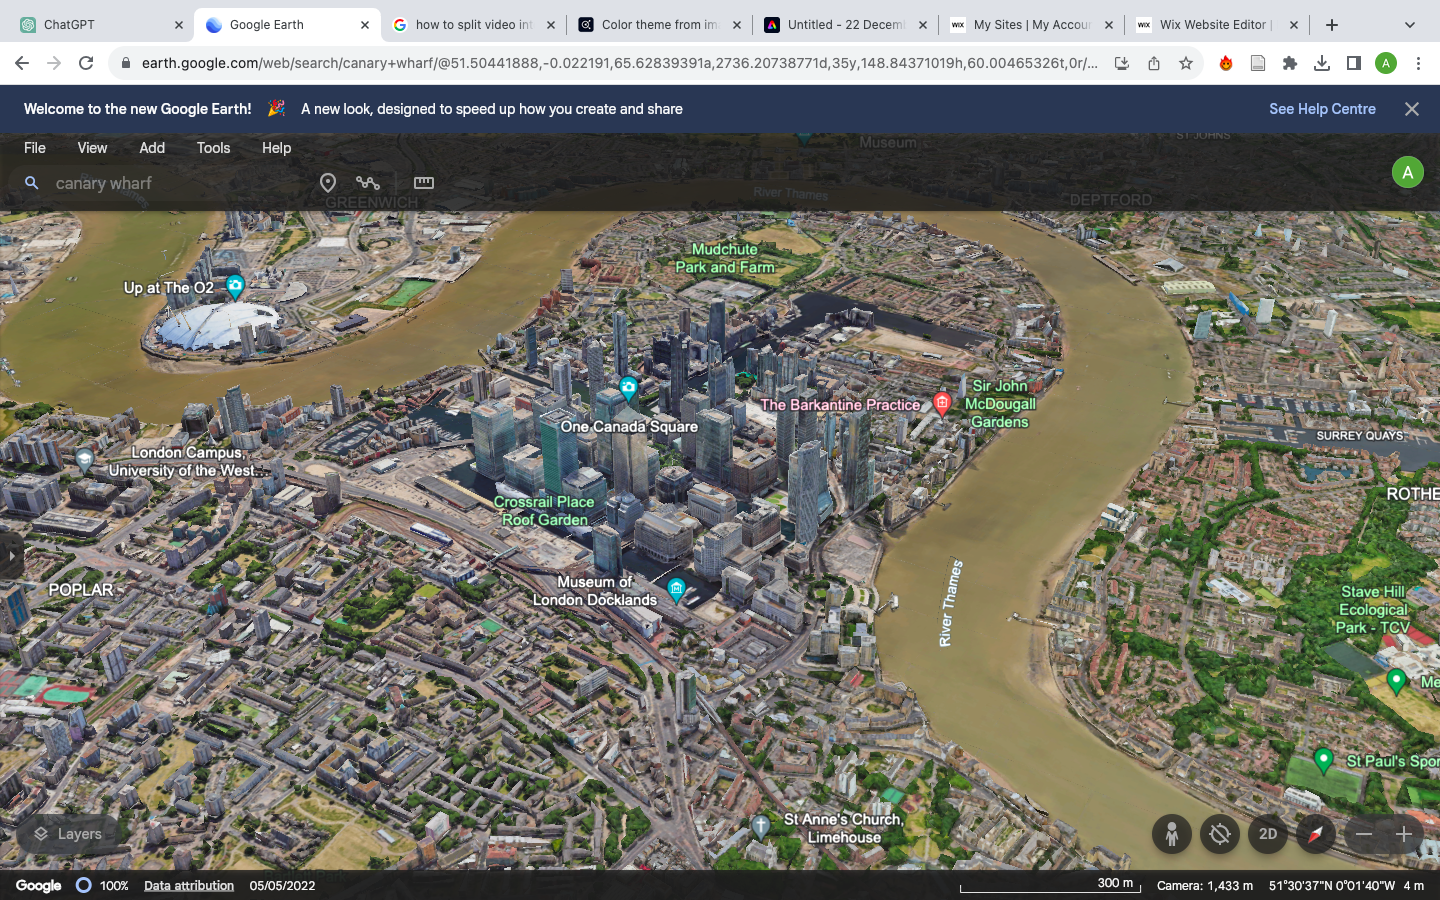 ChatGPT
Google Earth
how to split video int
Color theme from ima
Untitled - 22 Decemb
WiX My Sites | My Accoun
WiX Wix Website Editor |
earth.google.com/web/search/canary+wharf/@51.50441888,-0.022191,65.62839391a,2736.20738771d,35y,148.84371019h,60.00465326t,0r/...
A
Welcome to the new Google Earth! A new look, designed to speed up how you create and share
See Help Centre
File View Add Tools Help
canary wharf
A
Museum
ST JOHNS
GREENWICH
River Thames
DEPTFORD
Mudchute
Park and Farm
Up at The O2
Sir John
McDougall
Gardens
The Barkantine Practice
One Canada Square
SURREY QUAYS
London Campus,
University of the West...
ROTHE
Crossrail Place
Roof Garden
Museum of
London Docklands
POPLAR
River Thames
Stave Hill
Ecological
Park - TCV
Me
St Paul's Spor
St Anne's Church,
Limehouse
Layers
2D
Google 100% Data attribution 05/05/2022
300 m Camera: 1,433 m 51°30'37"N 0°01'40"W 4 m